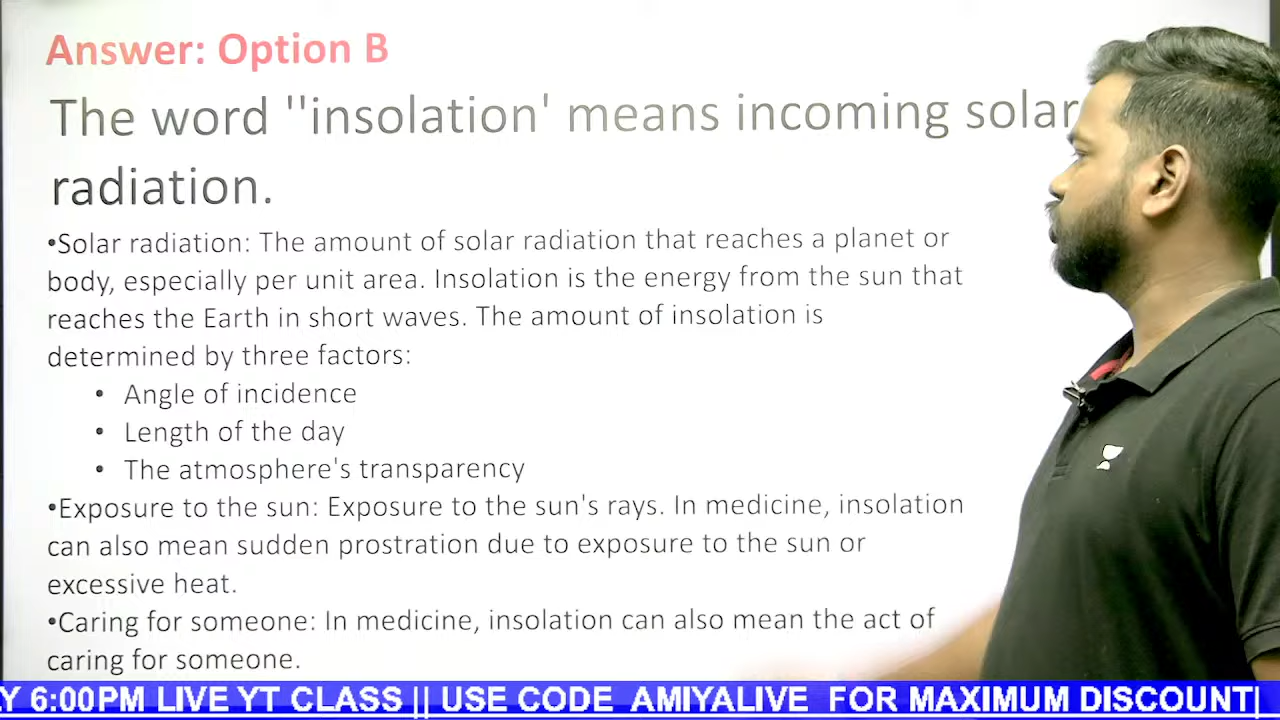 Answer: Option B
The word "insolation' means incoming solar
radiation.
•Solar radiation: The amount of solar radiation that reaches a planet or
body, especially per unit area. Insolation is the energy from the sun that
reaches the Earth in short waves. The amount of insolation is
determined by three factors:
• Angle of incidence
• Length of the day
• The atmosphere's transparency
•Exposure to the sun: Exposure to the sun's rays. In medicine, insolation
can also mean sudden prostration due to exposure to the sun or
excessive heat.
•Caring for someone: In medicine, insolation can also mean the act of
caring for someone.
Y 6:00PM LIVE YT CLASS || USE CODE AMIYALIVE FOR MAXIMUM DISCOUNT|